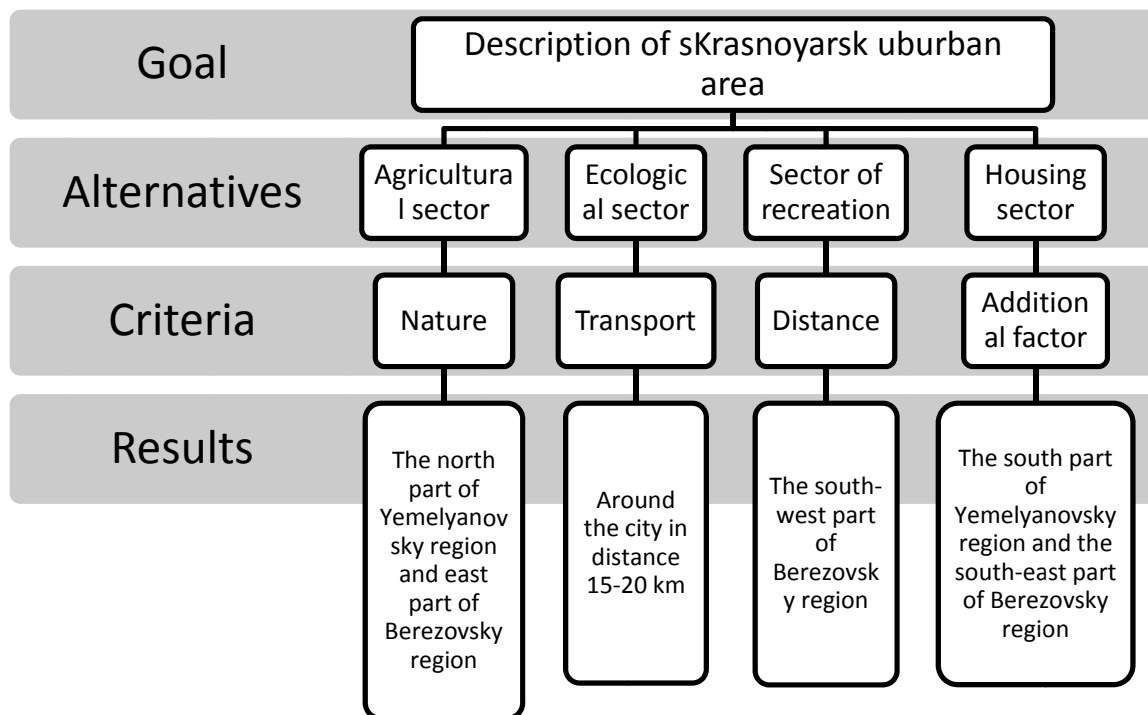 Goal
Description of sKrasnoyarsk uburban
area
Alternatives
Agricultura
l sector
Ecologic
al sector
Sector of
recreation
Housing
sector
Criteria
Nature
Transport
Distance
Addition
al factor
Results
The north
part of
Yemelyanov
sky region
and east
part of
Berezovsky
region
Around
the city in
distance
15-20 km
The south-
west part
of
Berezovsk
y region
The south part
of
Yemelyanovsky
region and the
south-east part
of Berezovsky
region